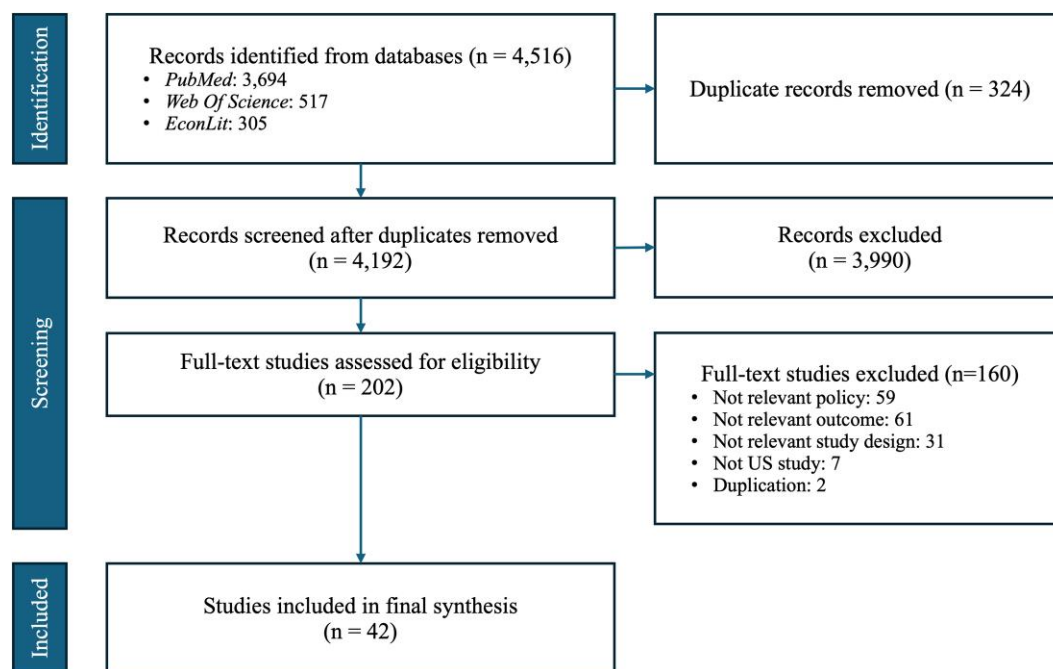 Identification
Records identified from databases (n = 4,516)
• PubMed: 3,694
• Web Of Science: 517
• EconLit: 305
Duplicate records removed (n = 324)
Screening
Records screened after duplicates removed
(n = 4,192)
Records excluded
(n = 3,990)
Full-text studies assessed for eligibility
(n = 202)
Full-text studies excluded (n=160)
• Not relevant policy: 59
• Not relevant outcome: 61
• Not relevant study design: 31
• Not US study: 7
• Duplication: 2
Included
Studies included in final synthesis
(n = 42)